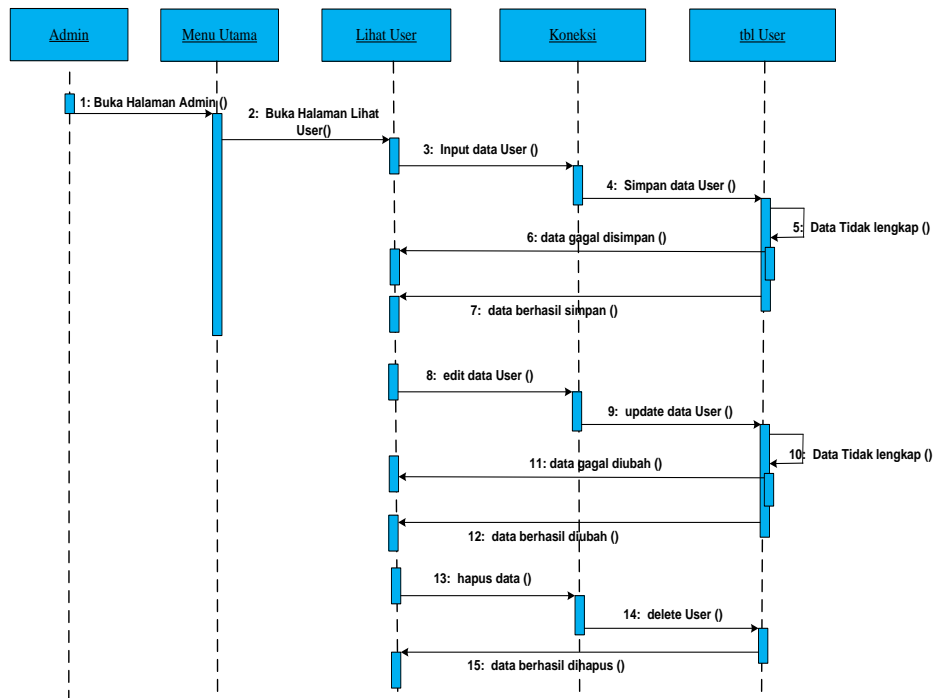 Admin
Menu Utama
Lihat User
Koneksi
tbl User
1: Buka Halaman Admin ()
2: Buka Halaman Lihat
User()
3: Input data User ()
4: Simpan data User ()
5: Data Tidak lengkap ()
6: data gagal disimpan ()
7: data berhasil simpan ()
8: edit data User ()
9: update data User ()
10: Data Tidak lengkap ()
11: data gagal diubah ()
12: data berhasil diubah ()
13: hapus data ()
14: delete User ()
15: data berhasil dihapus ()